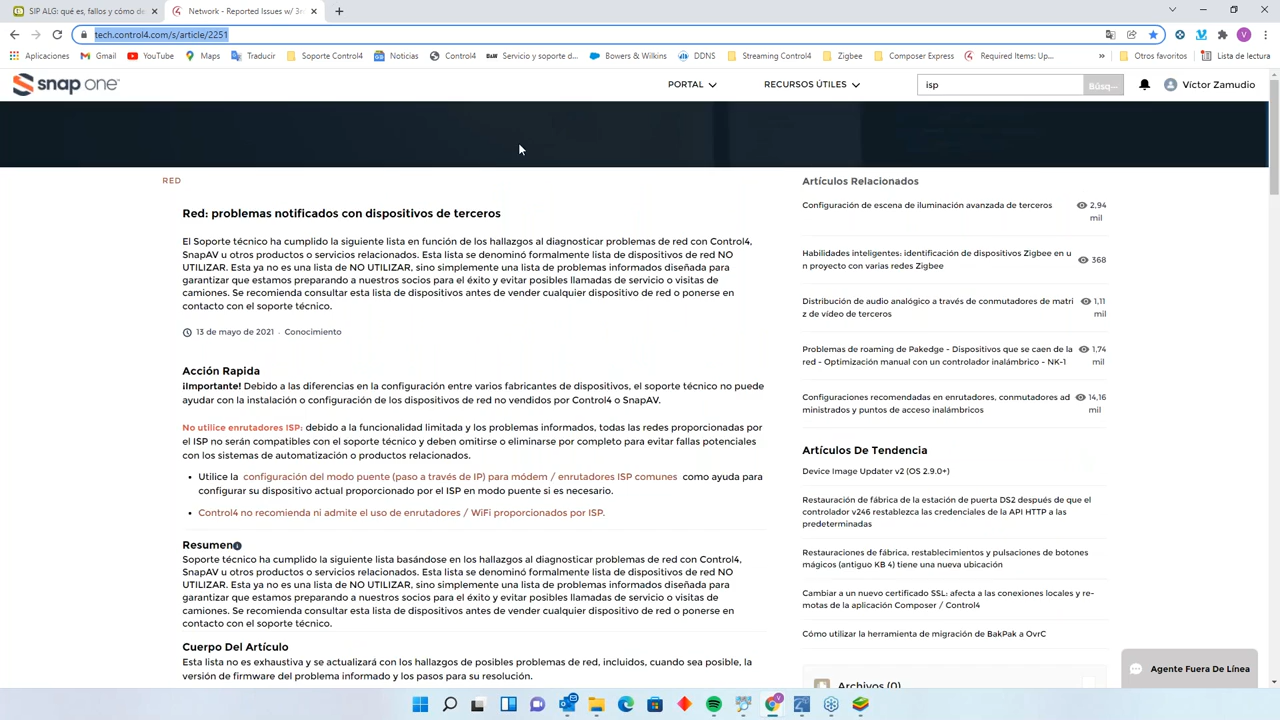 SIP ALG: qué es, fallos y cómo de
Network - Reported Issues w/ 3r
tech.control4.com/s/article/2251
Aplicaciones
Gmail
YouTube
Maps
Traducir
Soporte Control4
Noticias
Control4
Servicio y soporte d...
Bowers & Wilkins
DDNS
Streaming Control4
Zigbee
Composer Express
Required Items: Up...
»
Otros favoritos
Lista de lectura
snap one
PORTAL
RECURSOS ÚTILES
isp
Búsq...
Víctor Zamudio
RED
Red: problemas notificados con dispositivos de terceros
El Soporte técnico ha cumplido la siguiente lista en función de los hallazgos al diagnosticar problemas de red con Control4,
SnapAV u otros productos o servicios relacionados. Esta lista se denominó formalmente lista de dispositivos de red NO
UTILIZAR. Esta ya no es una lista de NO UTILIZAR, sino simplemente una lista de problemas informados diseñada para
garantizar que estamos preparando a nuestros socios para el éxito y evitar posibles llamadas de servicio o visitas de
camiones. Se recomienda consultar esta lista de dispositivos antes de vender cualquier dispositivo de red o ponerse en
contacto con el soporte técnico.
13 de mayo de 2021 · Conocimiento
Acción Rapida
¡Importante! Debido a las diferencias en la configuración entre varios fabricantes de dispositivos, el soporte técnico no puede
ayudar con la instalación o configuración de los dispositivos de red no vendidos por Control4 o SnapAV.
No utilice enrutadores ISP: debido a la funcionalidad limitada y los problemas informados, todas las redes proporcionadas por
el ISP no serán compatibles con el soporte técnico y deben omitirse o eliminarse por completo para evitar fallas potenciales
con los sistemas de automatización o productos relacionados.
• Utilice la configuración del modo puente (paso a través de IP) para módem / enrutadores ISP comunes como ayuda para
configurar su dispositivo actual proporcionado por el ISP en modo puente si es necesario.
• Control4 no recomienda ni admite el uso de enrutadores / WiFi proporcionados por ISP.
Resumen
Soporte técnico ha cumplido la siguiente lista basándose en los hallazgos al diagnosticar problemas de red con Control4,
SnapAV u otros productos o servicios relacionados. Esta lista se denominó formalmente lista de dispositivos de red NO
UTILIZAR. Esta ya no es una lista de NO UTILIZAR, sino simplemente una lista de problemas informados diseñada para
garantizar que estamos preparando a nuestros socios para el éxito y evitar posibles llamadas de servicio o visitas de
camiones. Se recomienda consultar esta lista de dispositivos antes de vender cualquier dispositivo de red o ponerse en
contacto con el soporte técnico.
Cuerpo Del Artículo
Esta lista no es exhaustiva y se actualizará con los hallazgos de posibles problemas de red, incluidos, cuando sea posible, la
versión de firmware del problema informado y los pasos para su resolución.
Artículos Relacionados
Configuración de escena de iluminación avanzada de terceros
2,94
mil
Habilidades inteligentes: identificación de dispositivos Zigbee en u
n proyecto con varias redes Zigbee
368
Distribución de audio analógico a través de conmutadores de matri
z de vídeo de terceros
1,11
mil
Problemas de roaming de Pakedge - Dispositivos que se caen de la
red - Optimización manual con un controlador inalámbrico - NK-1
1,74
mil
Configuraciones recomendadas en enrutadores, conmutadores ad
ministrados y puntos de acceso inalámbricos
14,16
mil
Artículos De Tendencia
Device Image Updater v2 (OS 2.9.0+)
Restauración de fábrica de la estación de puerta DS2 después de que el
controlador v246 restablezca las credenciales de la API HTTP a las
predeterminadas
Restauraciones de fábrica, restablecimientos y pulsaciones de botones
mágicos (antiguo KB 4) tiene una nueva ubicación
Cambiar a un nuevo certificado SSL: afecta a las conexiones locales y re-
motas de la aplicación Composer / Control4
Cómo utilizar la herramienta de migración de BakPak a OvrC
Archivos (0)
Agente Fuera De Línea